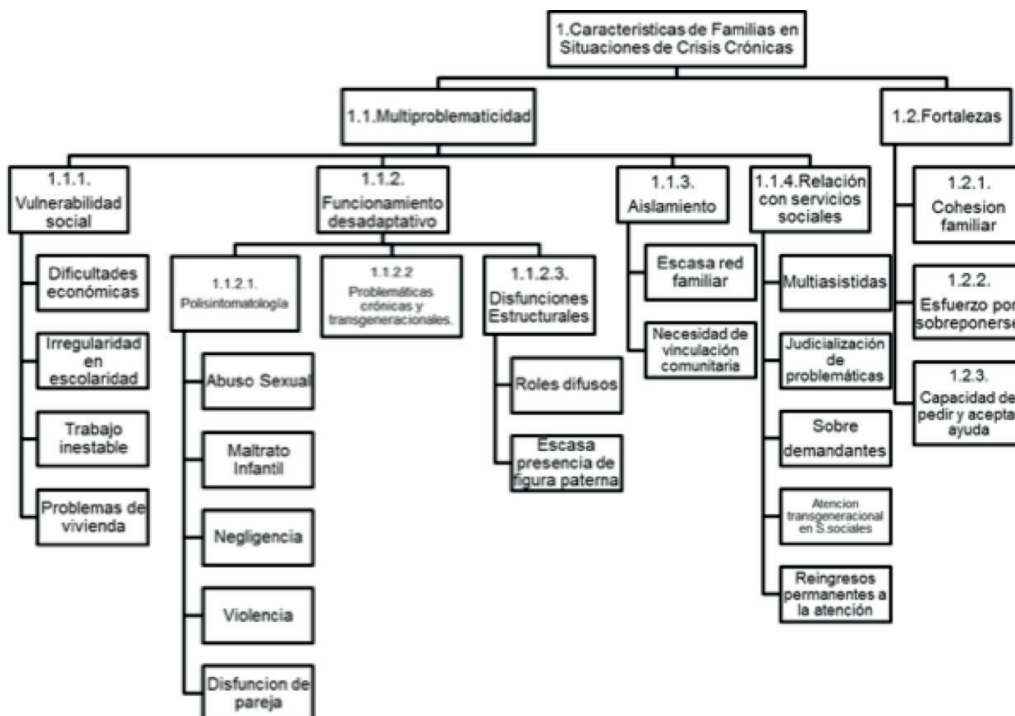 1.Caracteristicas de Familias en
Situaciones de Crisis Crónicas
1.1.Multiproblematicidad
1.2.Fortalezas
1.1.1.
Vulnerabilidad
social
1.1.2.
Funcionamiento
desadaptativo
1.1.3.
Aislamiento
1.1.4.Relación
con servicios
sociales
1.2.1.
Cohesion
familiar
1.2.2.
Esfuerzo por
sobreponerse
1.2.3.
Capacidad de
pedir y aceptar
ayuda
Dificultades
económicas
Irregularidad
en
escolaridad
Trabajo
inestable
Problemas de
vivienda
1.1.2.1.
Polisintomatología
1.1.2.2
Problemáticas
crónicas y
transgeneracionales.
1.1.2.3.
Disfunciones
Estructurales
Abuso Sexual
Maltrato
Infantil
Negligencia
Violencia
Disfuncion de
pareja
Roles difusos
Escasa
presencia de
figura paterna
Escasa red
familiar
Necesidad de
vinculación
comunitaria
Multiasistidas
Judicialización
de
problemáticas
Sobre
demandantes
Atencion
transgeneracional
en S.sociales
Reingresos
permanentes a
la atención